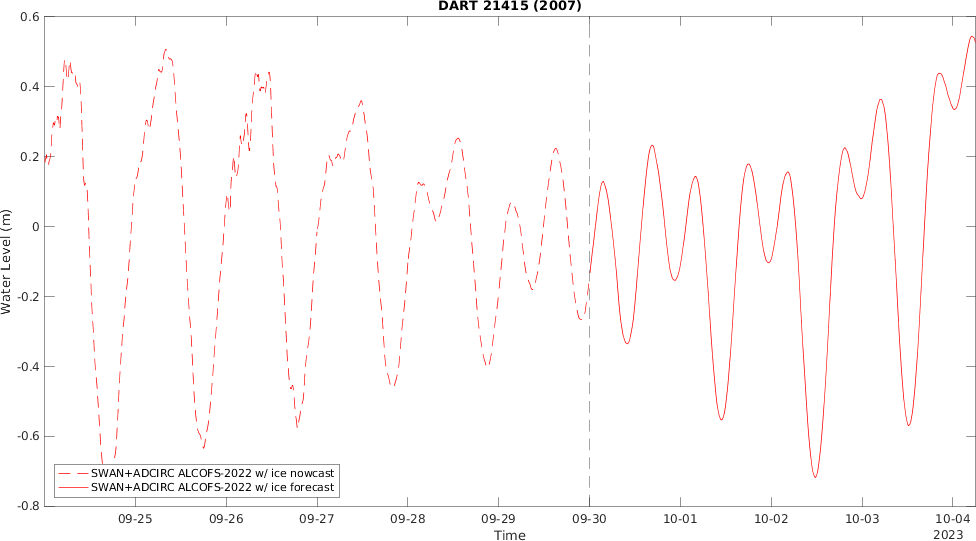 DART 21415 (2007)
0.6
0.4
0.2
0
-0.2
-0.4
-0.6
-0.8
Water Level (m)
SWAN+ADCIRC ALCOFS-2022 w/ ice nowcast
SWAN+ADCIRC ALCOFS-2022 w/ ice forecast
09-25 09-26 09-27 09-28 09-29 09-30 10-01 10-02 10-03 10-04
Time
2023